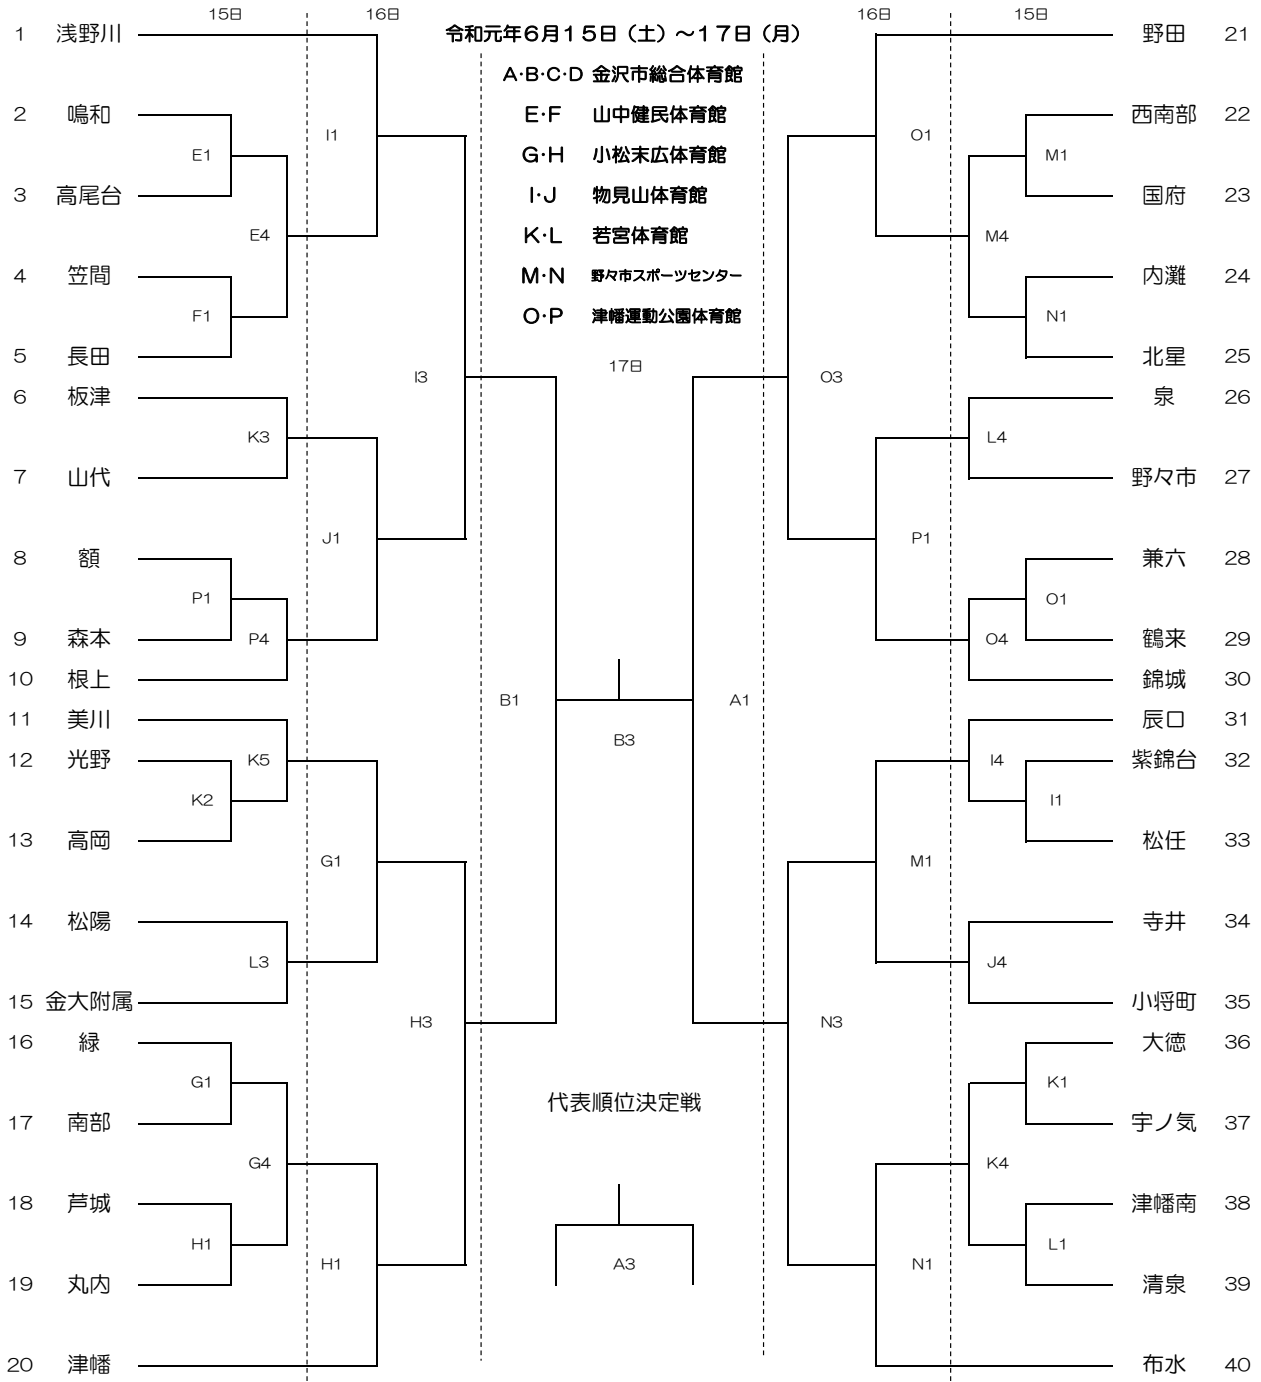 15日 16日 令和元年6月15日（土）～17日（月） 16日 15日
1 浅野川 野田 21
A・B・C・D 金沢市総合体育館
2 鳴和 I1 E・F 山中健民体育館 O1 西南部 22
E1 G・H 小松末広体育館 M1
3 高尾台 I・J 物見山体育館 国府 23
E4 K・L 若宮体育館 M4
4 笠間 M・N 野々市スポーツセンター 内灘 24
F1 O・P 津幡運動公園体育館 N1
5 長田 I3 17日 O3 北星 25
6 板津 泉 26
K3 L4
7 山代 野々市 27
J1 P1
8 額 兼六 28
P1 O1
9 森本 P4 O4 鶴来 29
10 根上 錦城 30
B1 A1
11 美川 辰口 31
B3
12 光野 K5 I4 紫錦台 32
K2 I1
13 高岡 松任 33
G1 M1
14 松陽 寺井 34
L3 J4
15 金大附属 小将町 35
H3 N3
16 緑 大徳 36
G1 代表順位決定戦 K1
17 南部 宇ノ気 37
G4 K4
18 芦城 津幡南 38
H1 H1 A3 N1 L1
19 丸内 清泉 39
20 津幡 布水 40